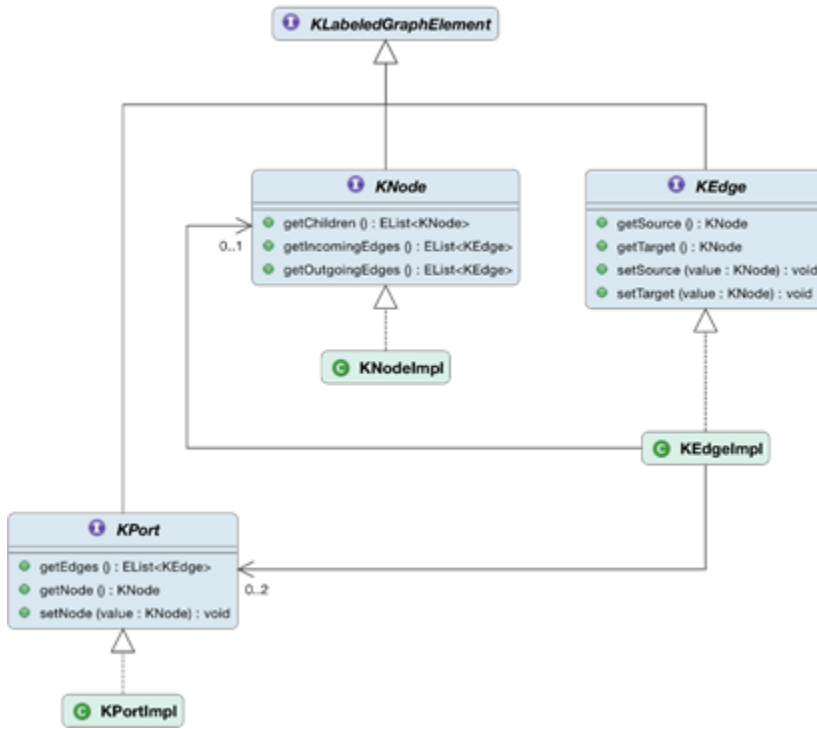 KLabeledGraphElement
KNode
getChildren () : EList<KNode>
getIncomingEdges () : EList<KEdge>
getOutgoingEdges () : EList<KEdge>
KEdge
getSource () : KNode
getTarget () : KNode
setSource (value : KNode) : void
setTarget (value : KNode) : void
0..1
KNodeImpl
KEdgeImpl
KPort
getEdges () : EList<KEdge>
getNode () : KNode
setNode (value : KNode) : void
0..2
KPortImpl